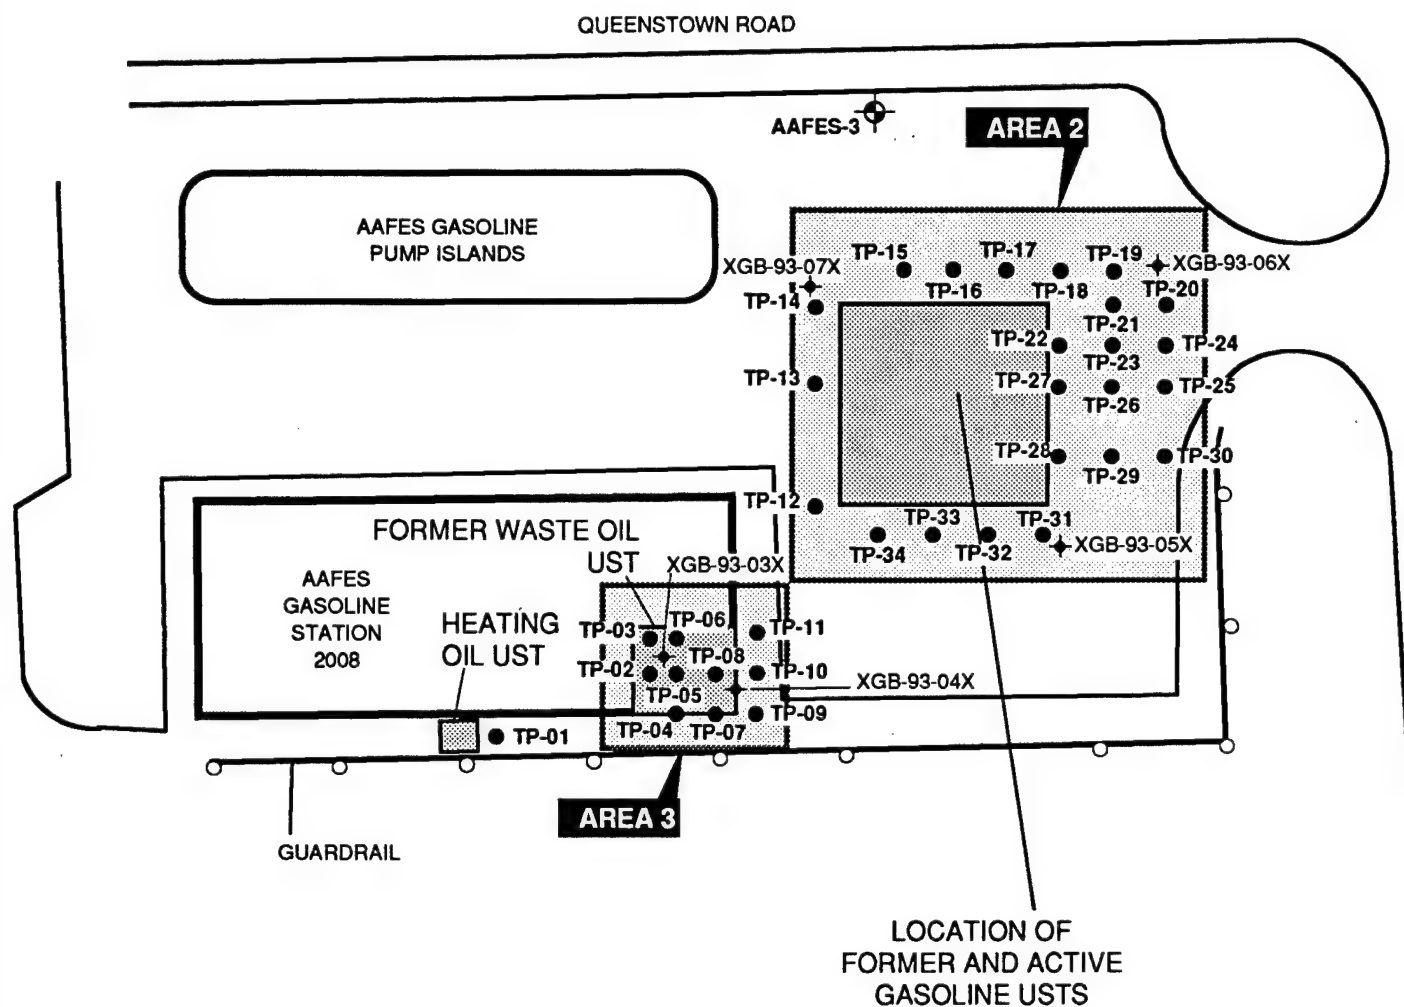 QUEENSTOWN ROAD
AAFES-3
AREA 2
AAFES GASOLINE
PUMP ISLANDS
TP-15
TP-17
TP-19
XGB-93-07X
XGB-93-06X
TP-16
TP-18
TP-20
TP-14
TP-21
TP-22
TP-24
TP-23
TP-13
TP-27
TP-25
TP-26
TP-28
TP-30
TP-29
TP-12
TP-33
TP-31
TP-34
TP-32
XGB-93-05X
FORMER WASTE OIL
UST
XGB-93-03X
AAFES
GASOLINE
STATION
2008
HEATING
OIL UST
TP-03
TP-06
TP-11
TP-02
TP-08
TP-10
TP-05
XGB-93-04X
TP-04
TP-07
TP-09
TP-01
AREA 3
GUARDRAIL
LOCATION OF
FORMER AND ACTIVE
GASOLINE USTS